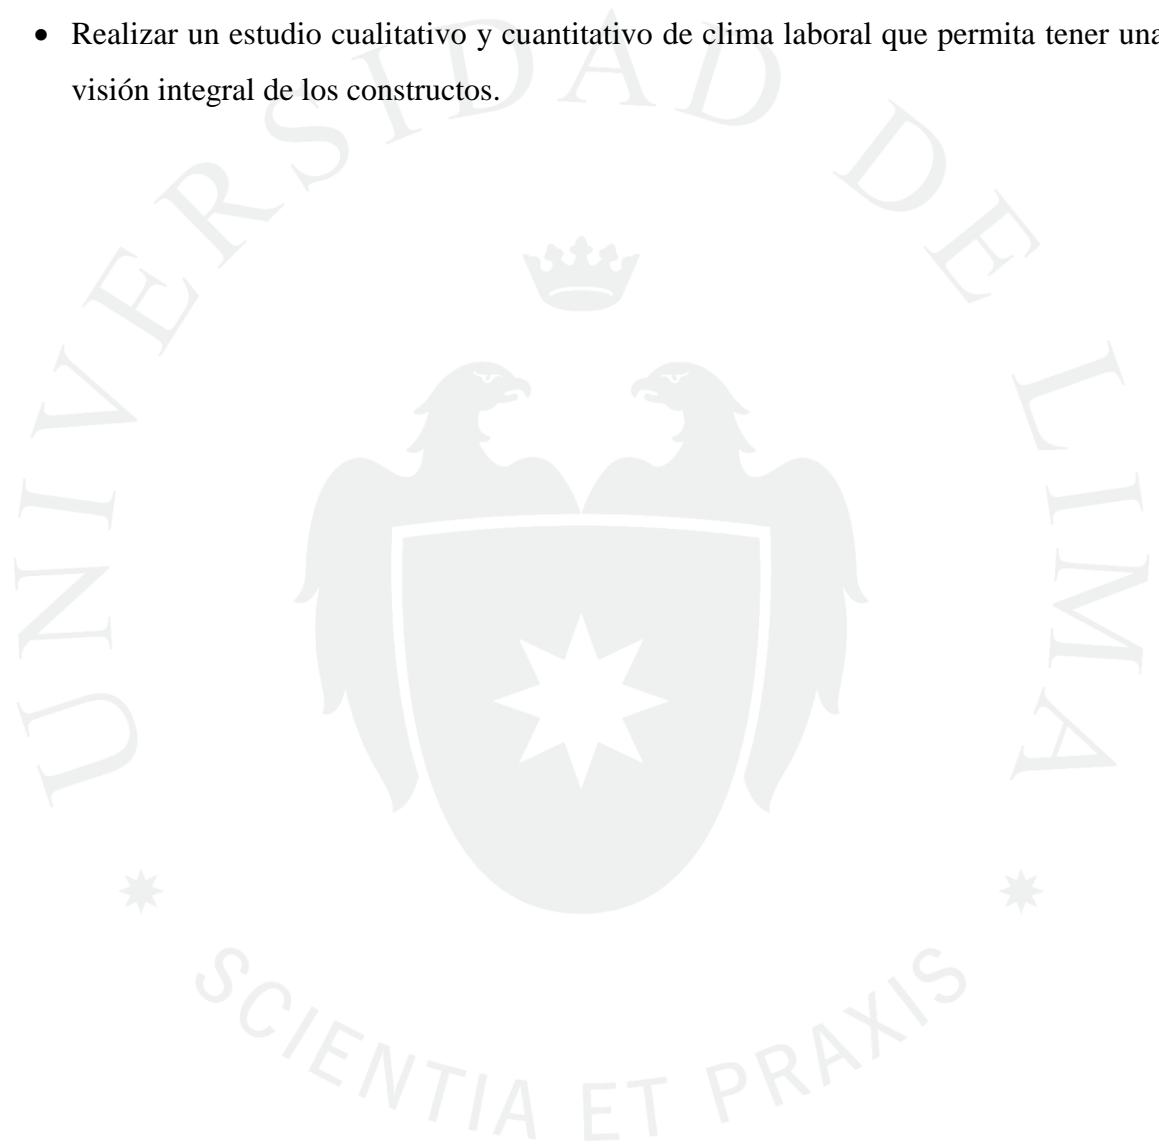 • Realizar un estudio cualitativo y cuantitativo de clima laboral que permita tener una
visión integral de los constructos.
UNIVERSIDAD DE LIMA
SCIENTIA ET PRAXIS